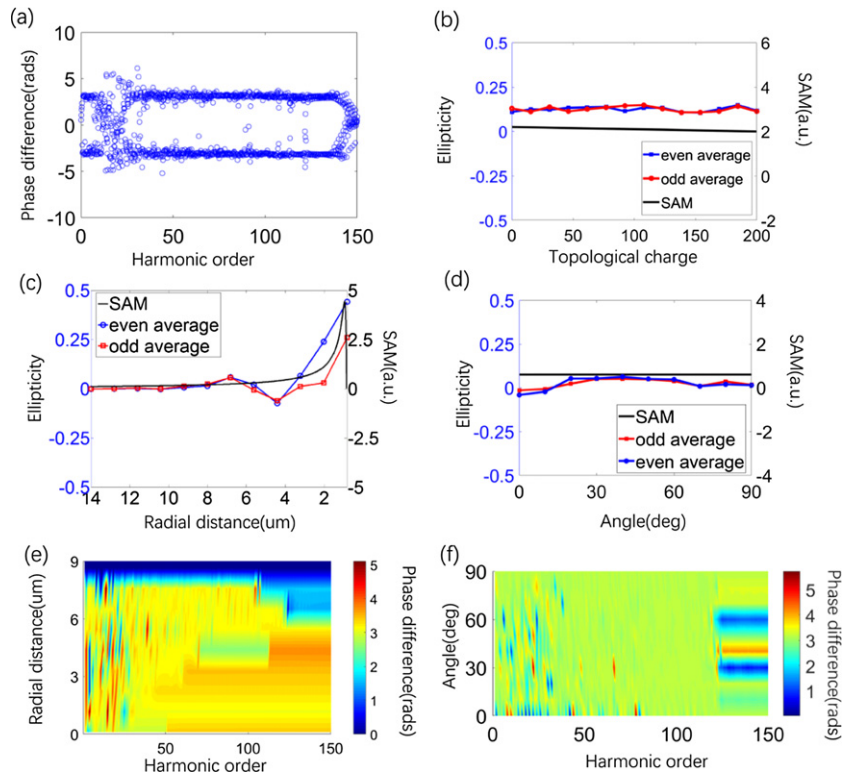 (a)
10
5
0
-5
-10
Phase difference(rads)
0
50
100
150
Harmonic order
(b)
0.5
0.25
0
-0.25
-0.5
Ellipticity
6
4
2
0
-2
SAM(a.u.)
even average
odd average
SAM
0
50
100
150
200
Topological charge
(c)
0.5
0.25
0
-0.25
-0.5
Ellipticity
5
2.5
0
-2.5
-5
SAM(a.u.)
SAM
even average
odd average
14
12
10
8
6
4
2
Radial distance(um)
(d)
0.5
0.25
0
-0.25
-0.5
Ellipticity
4
2
0
-2
-4
SAM(a.u.)
SAM
odd average
even average
0
30
60
90
Angle(deg)
(e)
9
6
3
0
Radial distance(um)
50
100
150
Harmonic order
5
4
3
2
1
0
Phase difference(rads)
(f)
90
60
30
0
Angle(deg)
50
100
150
Harmonic order
5
4
3
2
1
Phase difference(rads)